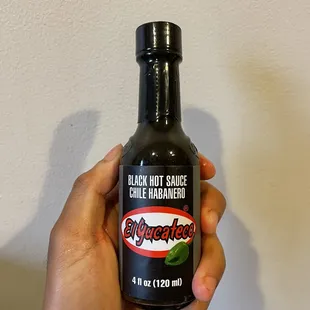 BLACK HOT SAUCE
CHILE HABANERO
El Yucateco
4 fl oz (120 ml)